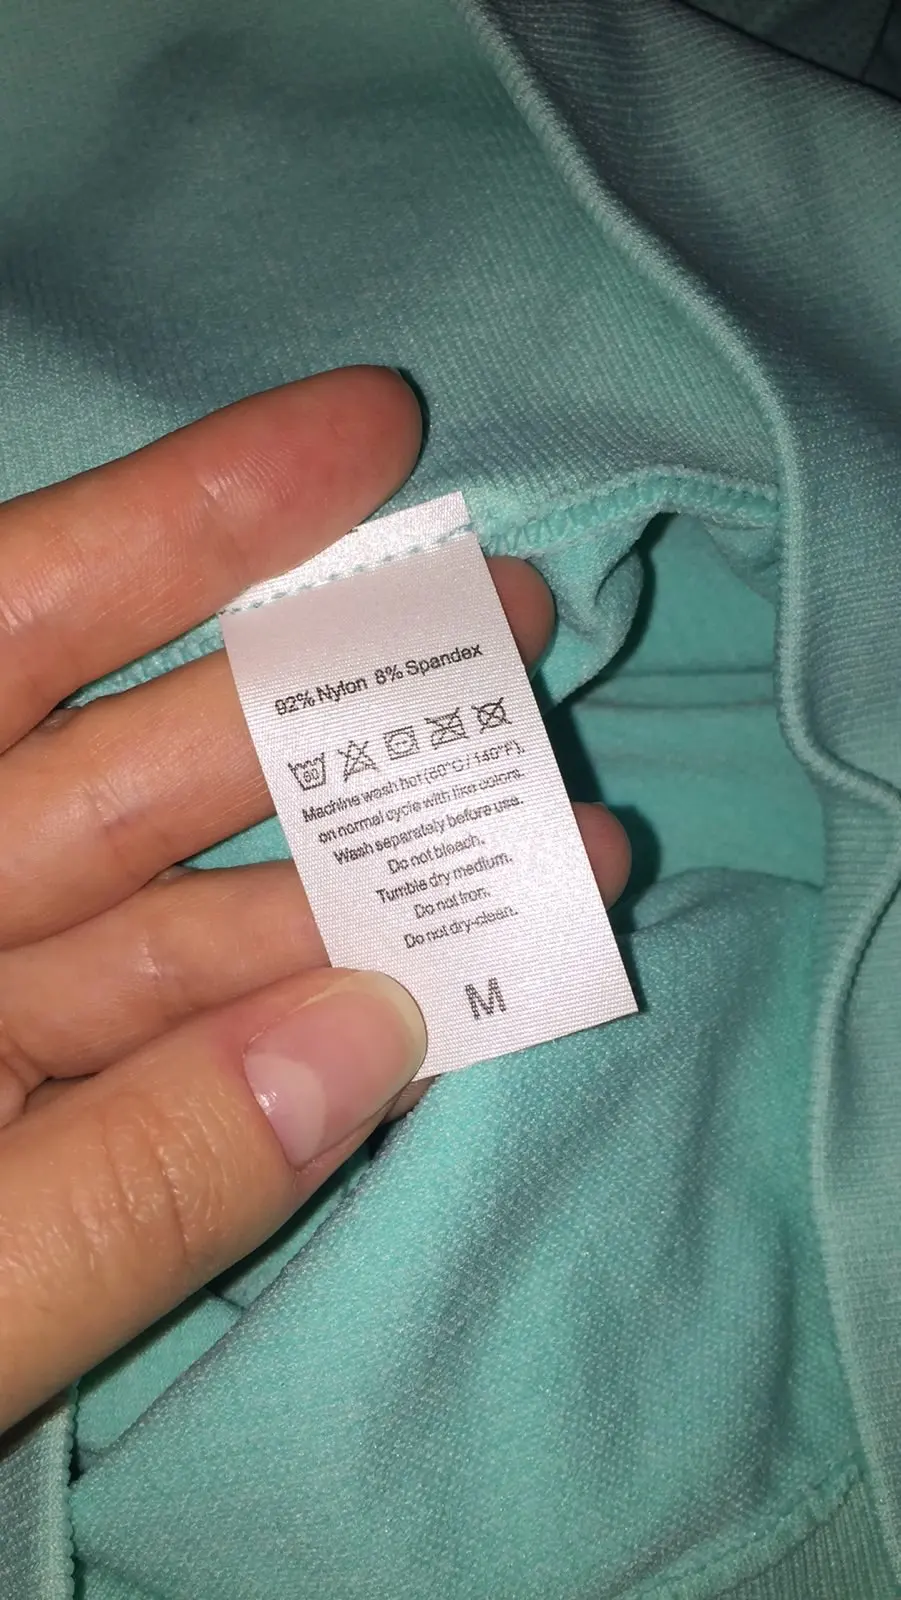 92% Nylon 8% Spandex
60
Machine wash hot (60°C / 140°F),
on normal cycle with like colors.
Wash separately before use.
Do not bleach.
Tumble dry medium.
Do not iron.
Do not dry-clean.
M